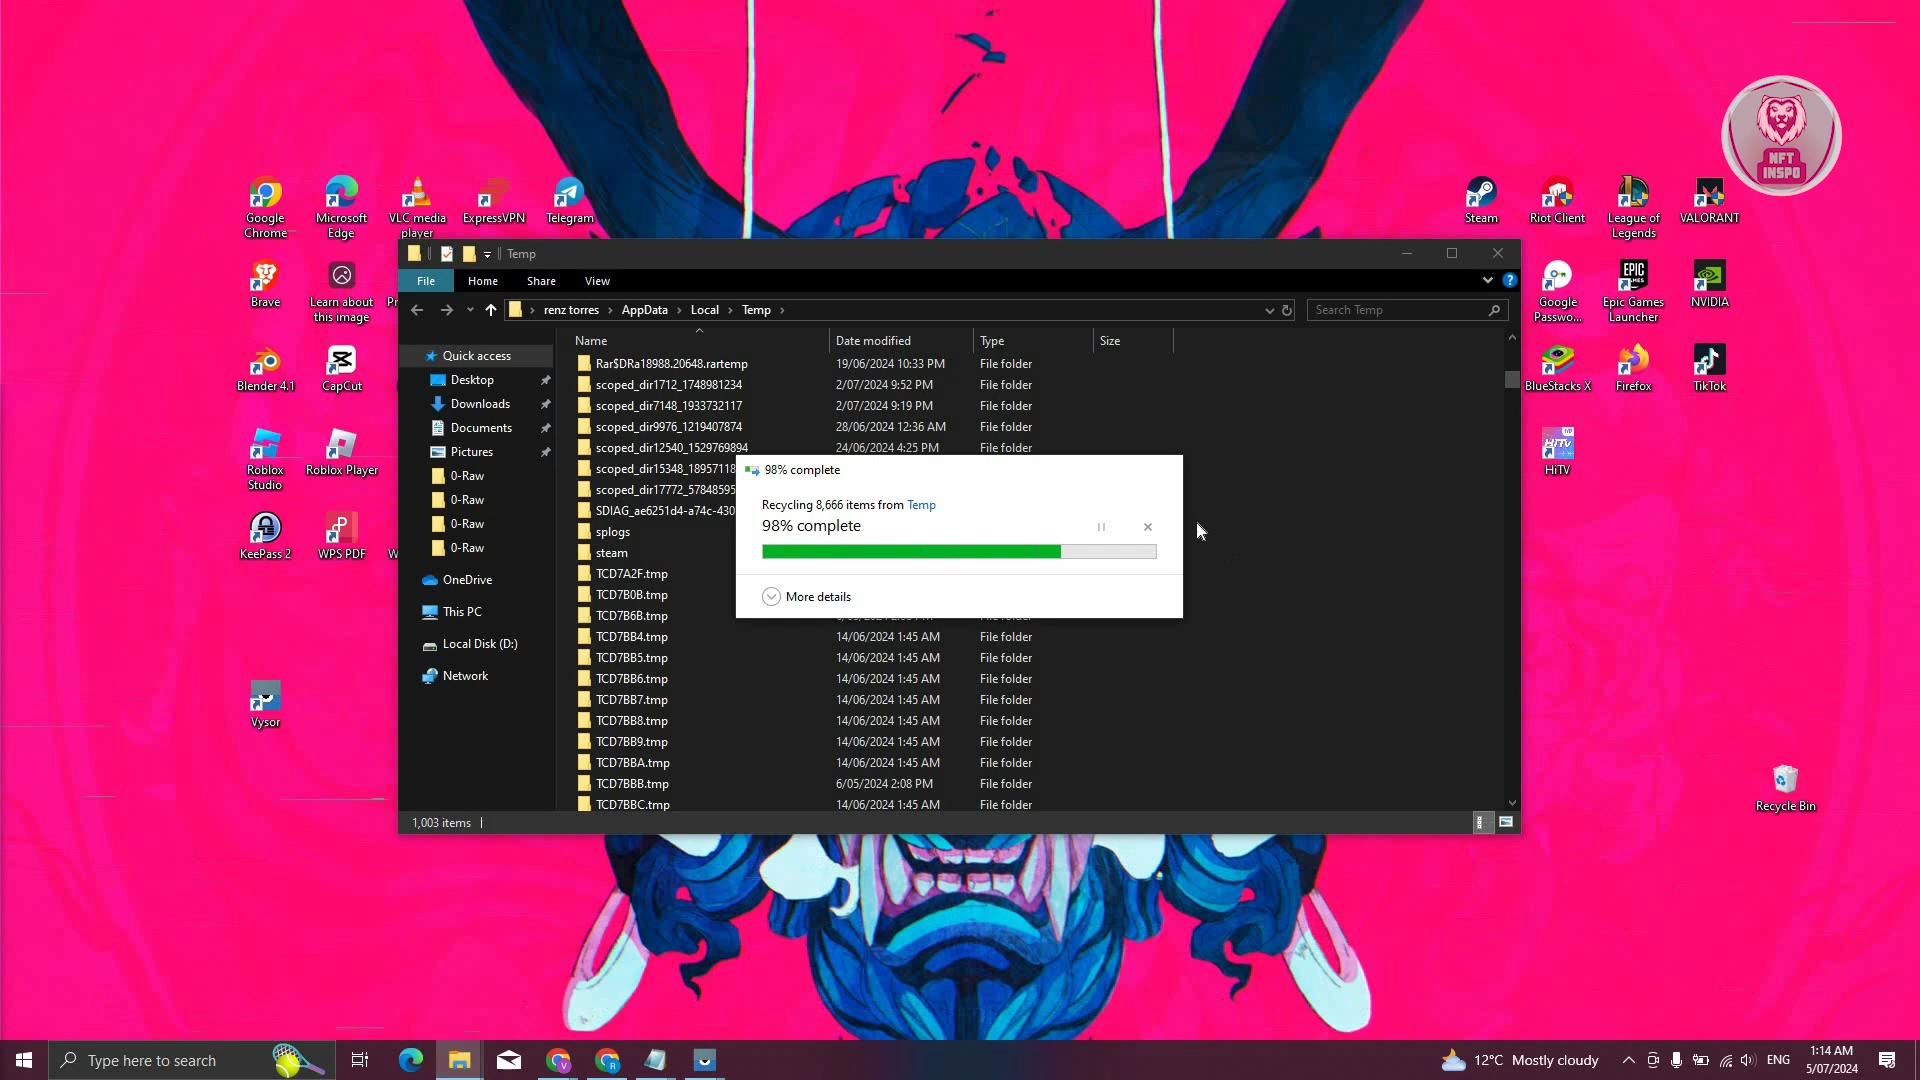 NFT
INSPO
Google
Chrome
Microsoft
Edge
VLC media
player
ExpressVPN
Telegram
Steam
Riot Client
League of
Legends
VALORANT
Brave
Learn about
this image
Pr
Google
Passwo...
EPIC
GAMES
Epic Games
Launcher
NVIDIA
Blender 4.1
CapCut
BlueStacks X
Firefox
TikTok
Roblox
Studio
Roblox Player
HiTV
HiTV
KeePass 2
WPS PDF
W
Vysor
Recycle Bin
Temp
File
Home
Share
View
renz torres > AppData > Local > Temp >
Search Temp
Name
Date modified
Type
Size
Quick access
Desktop
Downloads
Documents
Pictures
0-Raw
0-Raw
0-Raw
0-Raw
OneDrive
This PC
Local Disk (D:)
Network
Rar$DRa18988.20648.rartemp 19/06/2024 10:33 PM File folder
scoped_dir1712_1748981234 2/07/2024 9:52 PM File folder
scoped_dir7148_1933732117 2/07/2024 9:19 PM File folder
scoped_dir9976_1219407874 28/06/2024 12:36 AM File folder
scoped_dir12540_1529769894 24/06/2024 4:25 PM File folder
scoped_dir15348_18957118
scoped_dir17772_57848595
SDIAG_ae6251d4-a74c-430
splogs
steam
TCD7A2F.tmp
TCD7B0B.tmp
TCD7B6B.tmp
TCD7BB4.tmp 14/06/2024 1:45 AM File folder
TCD7BB5.tmp 14/06/2024 1:45 AM File folder
TCD7BB6.tmp 14/06/2024 1:45 AM File folder
TCD7BB7.tmp 14/06/2024 1:45 AM File folder
TCD7BB8.tmp 14/06/2024 1:45 AM File folder
TCD7BB9.tmp 14/06/2024 1:45 AM File folder
TCD7BBA.tmp 14/06/2024 1:45 AM File folder
TCD7BBB.tmp 6/05/2024 2:08 PM File folder
TCD7BBC.tmp 14/06/2024 1:45 AM File folder
1,003 items
98% complete
Recycling 8,666 items from Temp
98% complete
More details
Type here to search
12°C Mostly cloudy
ENG
1:14 AM
5/07/2024